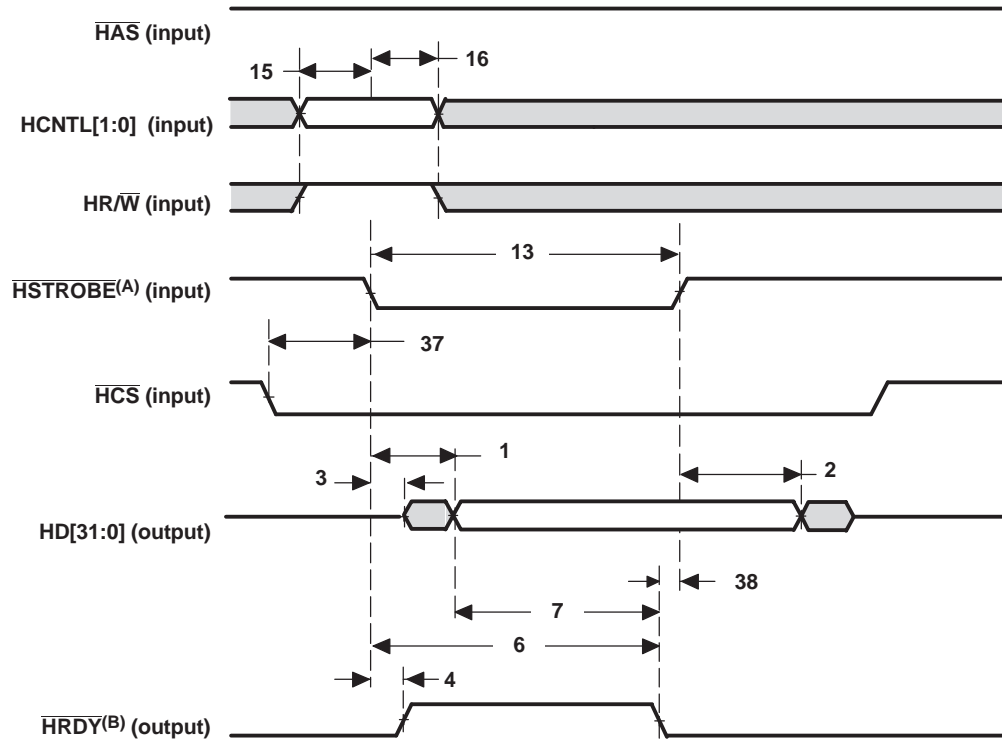 HAS (input)
15
16
HCNTL[1:0] (input)
HR/W (input)
13
HSTROBE(A) (input)
37
HCS (input)
1
3
2
HD[31:0] (output)
38
7
6
4
HRDY(B) (output)